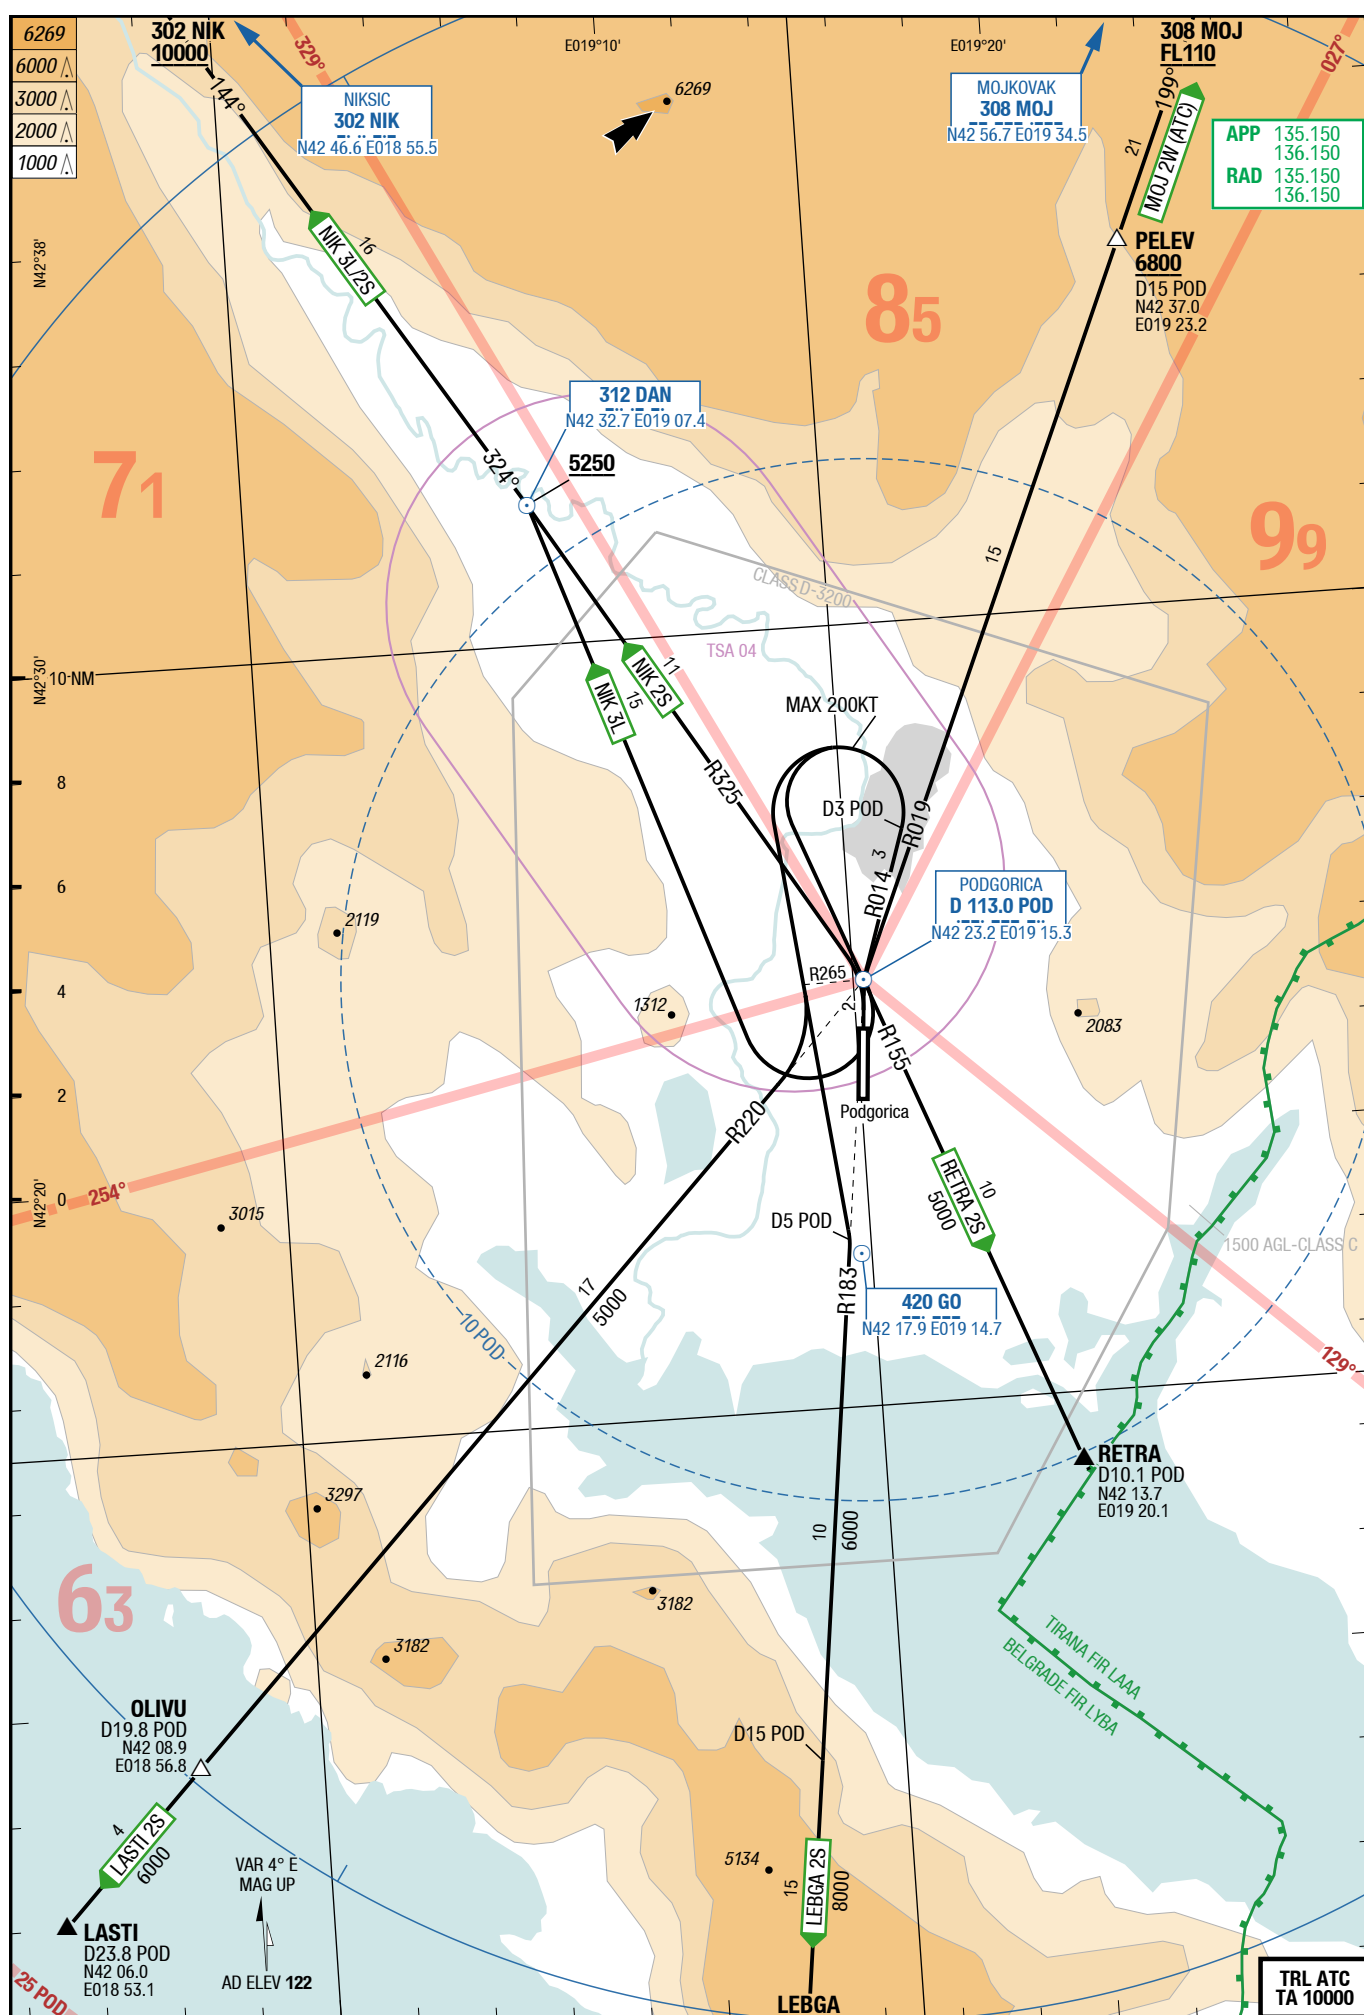 6269
6000
3000
2000
1000
302 NIK
10000
144°
329°
NIKSIC
302 NIK
N42 46.6 E018 55.5
E019°10'
6269
E019°20'
MOJKOVAK
308 MOJ
N42 56.7 E019 34.5
308 MOJ
FL110
199°
027°
21
MOJ 2W (ATC)
APP 135.150
136.150
RAD 135.150
136.150
PELEV
6800
D15 POD
N42 37.0
E019 23.2
N42°38'
NIK 3L/2S
16
85
312 DAN
N42 32.7 E019 07.4
5250
324°
71
99
15
CLASS D-3200
TSA 04
N42°30'
10 NM
NIK 2S
11
NIK 3L
15
MAX 200KT
R325
8
D3 POD
R019
6
3
R014
PODGORICA
D 113.0 POD
N42 23.2 E019 15.3
2119
4
R265
2
1312
2083
R155
2
Podgorica
R220
RETRA 2S
10
5000
254°
N42°20'
0
3015
D5 POD
1500 AGL-CLASS C
R183
17
5000
420 GO
N42 17.9 E019 14.7
10 POD
129°
2116
RETRA
D10.1 POD
N42 13.7
E019 20.1
3297
10
6000
63
3182
3182
TIRANA FIR LAAA
BELGRADE FIR LYBA
OLIVU
D19.8 POD
N42 08.9
E018 56.8
D15 POD
4
LASTI 2S
6000
VAR 4° E
MAG UP
5134
15
LEBGA 2S
8000
LASTI
D23.8 POD
N42 06.0
E018 53.1
25 POD
AD ELEV 122
LEBGA
TRL ATC
TA 10000